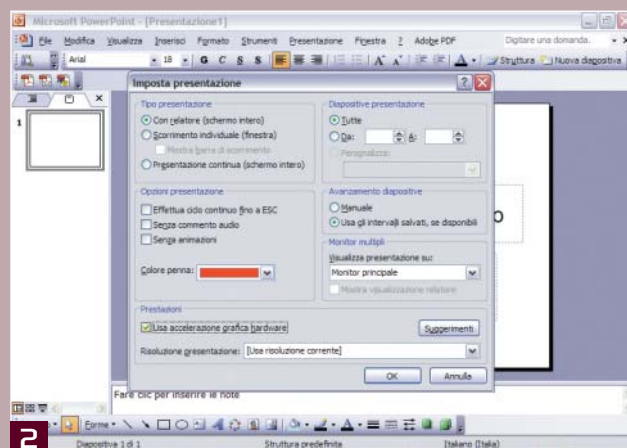 Microsoft PowerPoint - [Presentazione1]
File Modifica Visualizza Inserisci Formato Strumenti Presentazione Finestra ? Adobe PDF Digitare una domanda.
Arial 18 G C S S A A A Struttura Nuova diapositiva
1
Imposta presentazione
Tipo presentazione
Con relatore (schermo intero)
Scorrimento individuale (finestra)
Mostra barra di scorrimento
Presentazione continua (schermo intero)
Diapositive presentazione
Tutte
Da: A:
Personalizza:
Opzioni presentazione
Effettua ciclo continuo fino a ESC
Senza commento audio
Senza animazioni
Colore penna:
Avanzamento diapositive
Manuale
Usa gli intervalli salvati, se disponibili
Monitor multipli
Visualizza presentazione su:
Monitor principale
Mostra visualizzazione relatore
Prestazioni
Usa accelerazione grafica hardware
Suggerimenti
Risoluzione presentazione: [Usa risoluzione corrente]
OK Annulla
o
Fare clic per inserire le note
Forme
2
Diapositiva 1 di 1 Struttura predefinita Italiano (Italia)